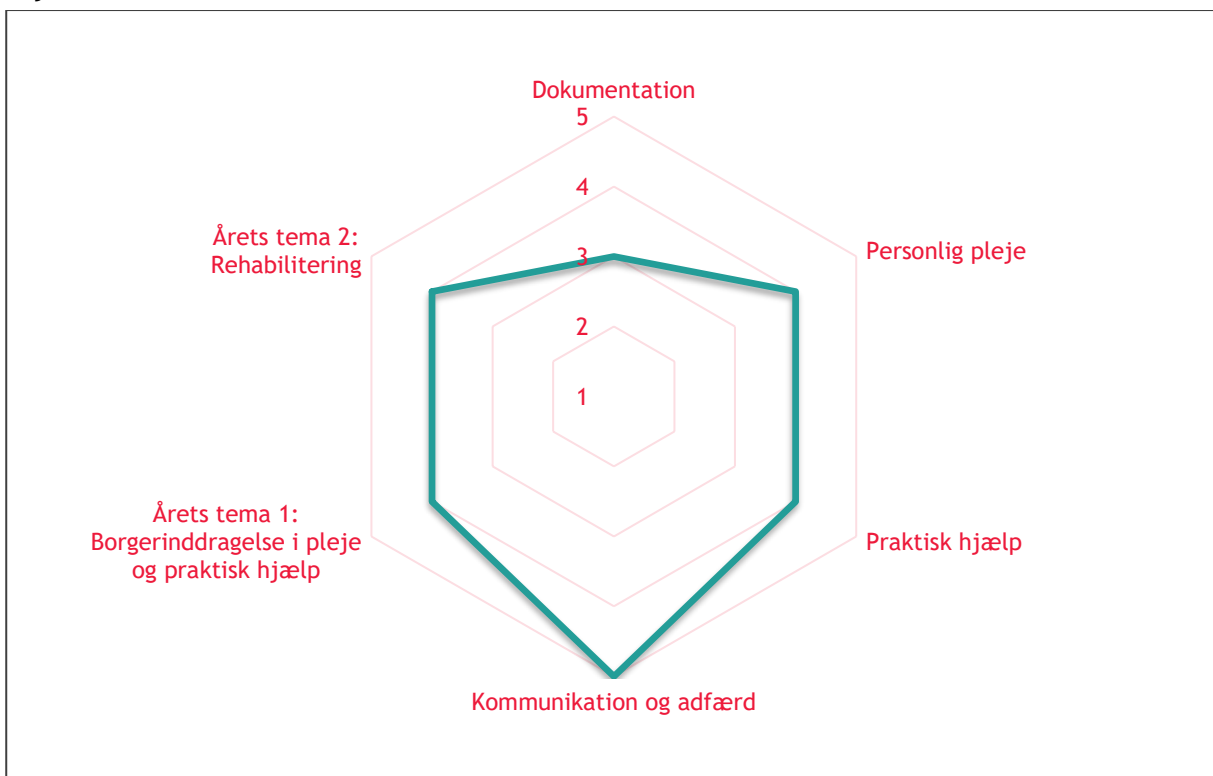 Dokumentation
5
4
3
2
1
Årets tema 2:
Rehabilitering
Personlig pleje
Årets tema 1:
Borgerinddragelse i pleje
og praktisk hjælp
Praktisk hjælp
Kommunikation og adfærd